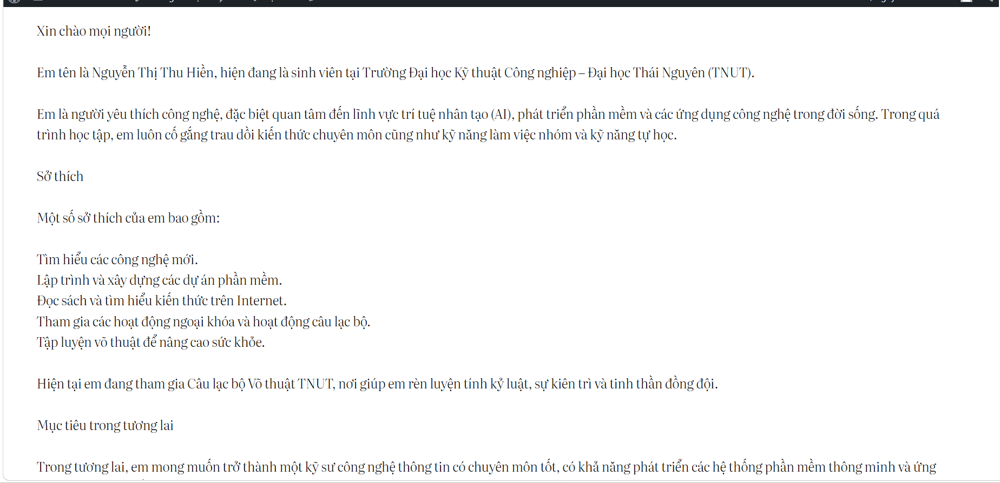 Xin chào mọi người!
Em tên là Nguyễn Thị Thu Hiền, hiện đang là sinh viên tại Trường Đại học Kỹ thuật Công nghiệp – Đại học Thái Nguyên (TNUT).
Em là người yêu thích công nghệ, đặc biệt quan tâm đến lĩnh vực trí tuệ nhân tạo (AI), phát triển phần mềm và các ứng dụng công nghệ trong đời sống. Trong quá
trình học tập, em luôn cố gắng trau dồi kiến thức chuyên môn cũng như kỹ năng làm việc nhóm và kỹ năng tự học.
Sở thích
Một số sở thích của em bao gồm:
Tìm hiểu các công nghệ mới.
Lập trình và xây dựng các dự án phần mềm.
Đọc sách và tìm hiểu kiến thức trên Internet.
Tham gia các hoạt động ngoại khóa và hoạt động câu lạc bộ.
Tập luyện võ thuật để nâng cao sức khỏe.
Hiện tại em đang tham gia Câu lạc bộ Võ thuật TNUT, nơi giúp em rèn luyện tính kỷ luật, sự kiên trì và tinh thần đồng đội.
Mục tiêu trong tương lai
Trong tương lai, em mong muốn trở thành một kỹ sư công nghệ thông tin có chuyên môn tốt, có khả năng phát triển các hệ thống phần mềm thông minh và ứng